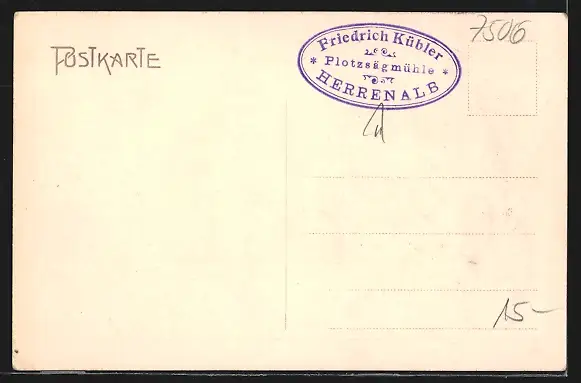 POSTKARTE
Friedrich Kübler
* Plotzsägmühle *
HERRENALB
7506
15-